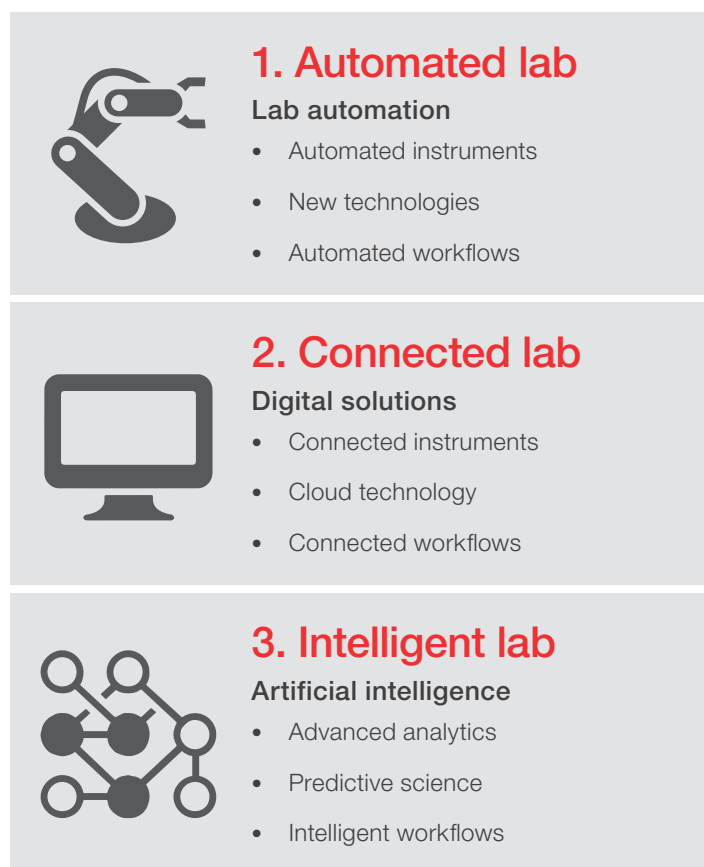 1. Automated lab
Lab automation
• Automated instruments
• New technologies
• Automated workflows
2. Connected lab
Digital solutions
• Connected instruments
• Cloud technology
• Connected workflows
3. Intelligent lab
Artificial intelligence
• Advanced analytics
• Predictive science
• Intelligent workflows